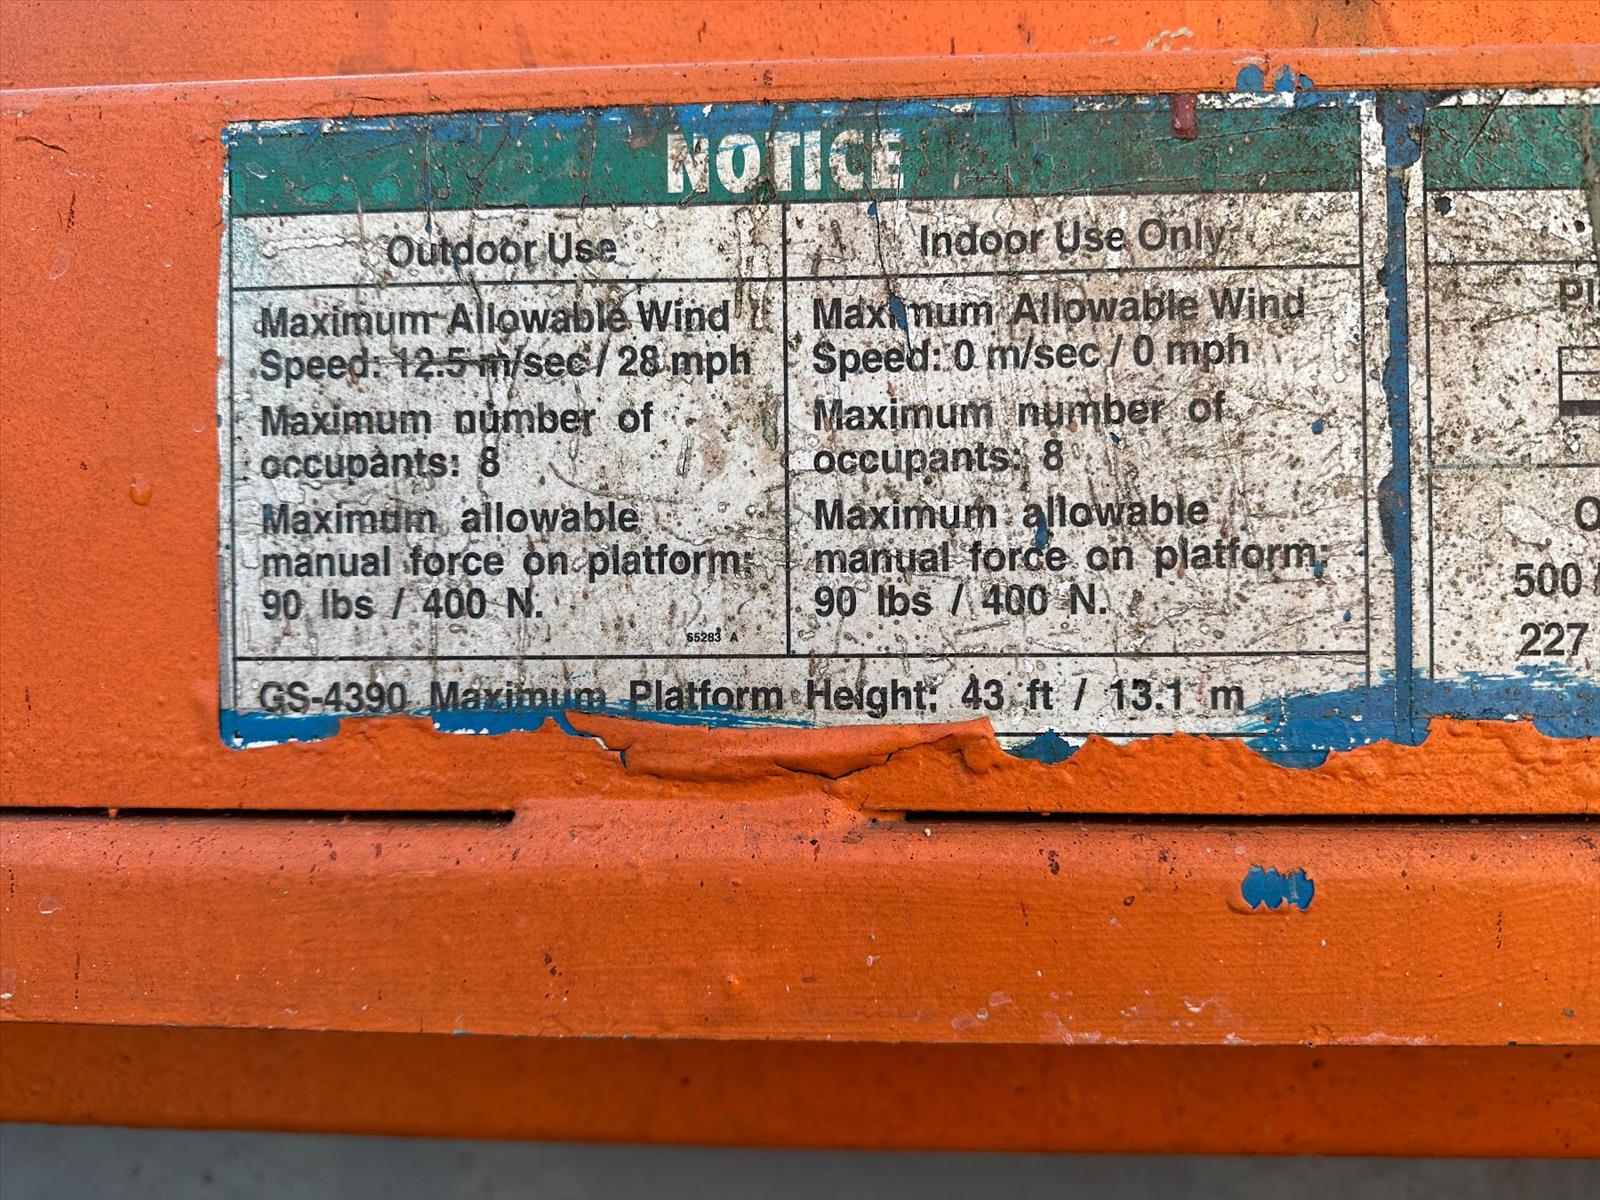 NOTICE
Outdoor Use
Maximum Allowable Wind
Speed: 12.5 m/sec / 28 mph
Maximum number of
occupants: 8
Maximum allowable
manual force on platform:
90 lbs / 400 N.
65283 A
Indoor Use Only
Maximum Allowable Wind
Speed: 0 m/sec / 0 mph
Maximum number of
occupants: 8
Maximum allowable
manual force on platform:
90 lbs / 400 N.
GS-4390 Maximum Platform Height: 43 ft / 13.1 m
500
227